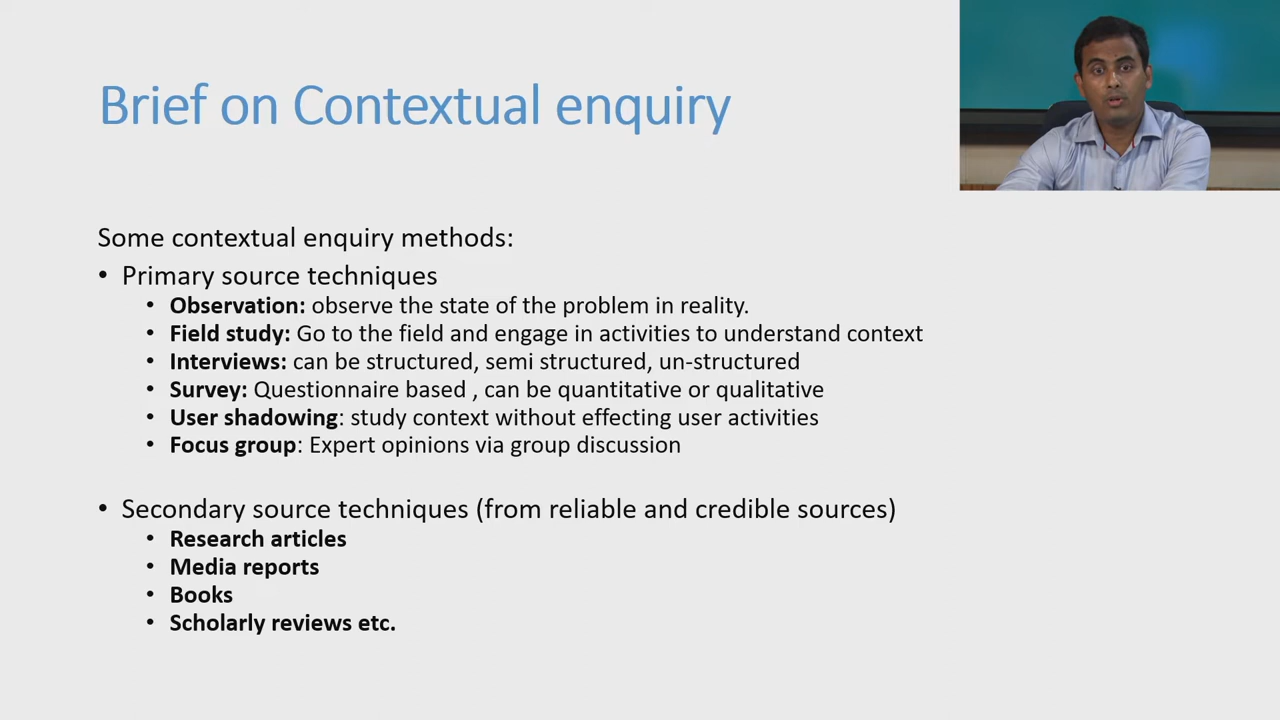 Brief on Contextual enquiry
Some contextual enquiry methods:
• Primary source techniques
• Observation: observe the state of the problem in reality.
• Field study: Go to the field and engage in activities to understand context
• Interviews: can be structured, semi structured, un-structured
• Survey: Questionnaire based , can be quantitative or qualitative
• User shadowing: study context without effecting user activities
• Focus group: Expert opinions via group discussion
• Secondary source techniques (from reliable and credible sources)
• Research articles
• Media reports
• Books
• Scholarly reviews etc.